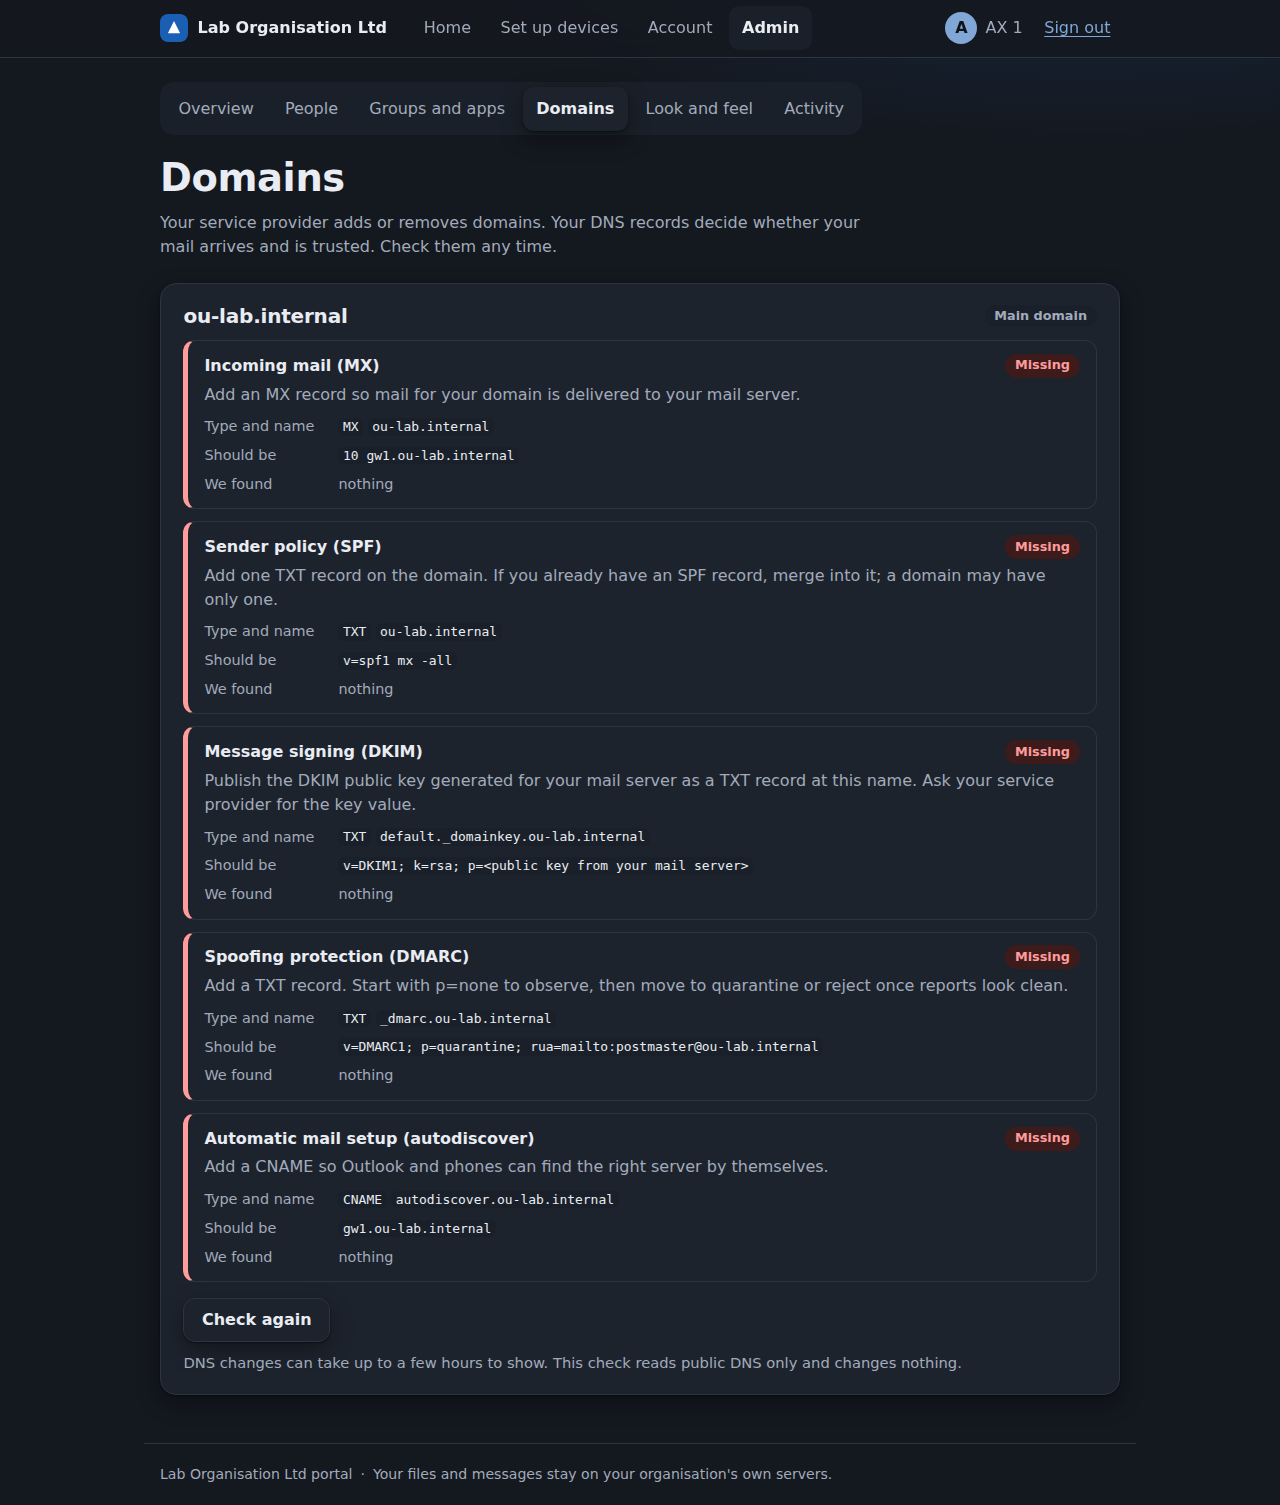 Lab Organisation Ltd
Home
Set up devices
Account
Admin
A
AX 1
Sign out
Overview
People
Groups and apps
Domains
Look and feel
Activity
Domains
Your service provider adds or removes domains. Your DNS records decide whether your
mail arrives and is trusted. Check them any time.
ou-lab.internal
Main domain
Incoming mail (MX)
Missing
Add an MX record so mail for your domain is delivered to your mail server.
Type and name MX ou-lab.internal
Should be 10 gw1.ou-lab.internal
We found nothing
Sender policy (SPF)
Missing
Add one TXT record on the domain. If you already have an SPF record, merge into it; a domain may have
only one.
Type and name TXT ou-lab.internal
Should be v=spf1 mx -all
We found nothing
Message signing (DKIM)
Missing
Publish the DKIM public key generated for your mail server as a TXT record at this name. Ask your service
provider for the key value.
Type and name TXT default._domainkey.ou-lab.internal
Should be v=DKIM1; k=rsa; p=<public key from your mail server>
We found nothing
Spoofing protection (DMARC)
Missing
Add a TXT record. Start with p=none to observe, then move to quarantine or reject once reports look clean.
Type and name TXT _dmarc.ou-lab.internal
Should be v=DMARC1; p=quarantine; rua=mailto:postmaster@ou-lab.internal
We found nothing
Automatic mail setup (autodiscover)
Missing
Add a CNAME so Outlook and phones can find the right server by themselves.
Type and name CNAME autodiscover.ou-lab.internal
Should be gw1.ou-lab.internal
We found nothing
Check again
DNS changes can take up to a few hours to show. This check reads public DNS only and changes nothing.
Lab Organisation Ltd portal · Your files and messages stay on your organisation's own servers.